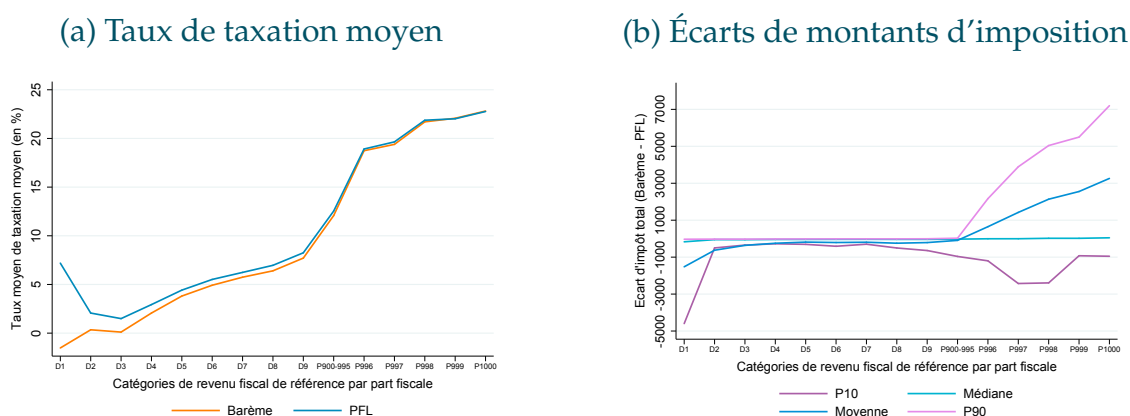 (a) Taux de taxation moyen
Taux moyen de taxation moyen (en %)
25
20
15
10
5
0
D1 D2 D3 D4 D5 D6 D7 D8 D9 P900-995 P996 P997 P998 P999 P1000
Catégories de revenu fiscal de référence par part fiscale
Barème PFL
(b) Écarts de montants d'imposition
Ecart d'impôt total (Barème - PFL)
7000
5000
3000
1000
-1000
-3000
-5000
D1 D2 D3 D4 D5 D6 D7 D8 D9 P900-995 P996 P997 P998 P999 P1000
Catégories de revenu fiscal de référence par part fiscale
P10 Médiane
Moyenne P90